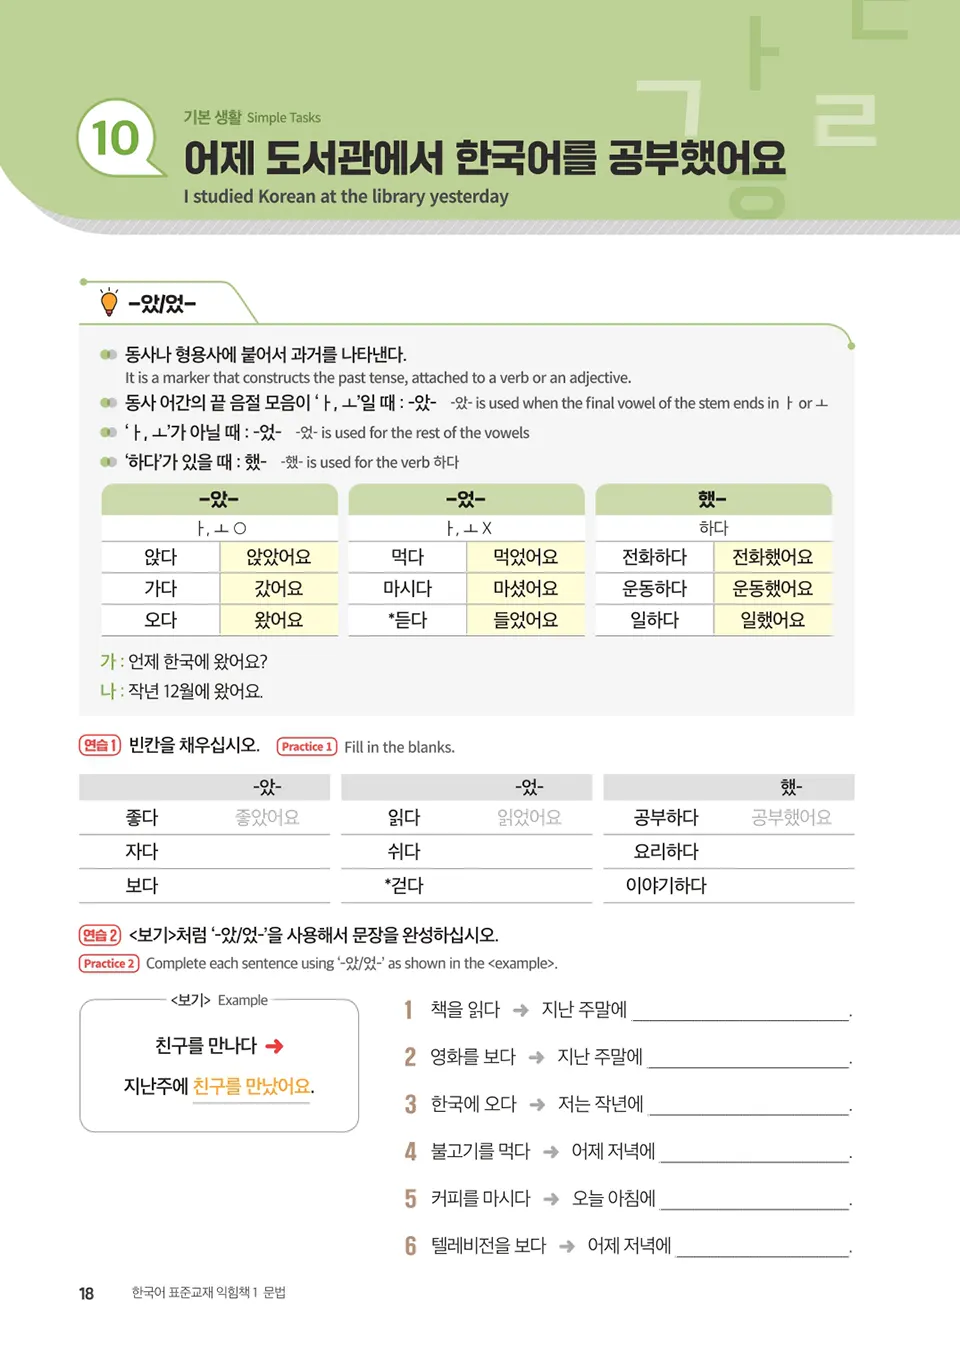 10
기본 생활 Simple Tasks
어제 도서관에서 한국어를 공부했어요
I studied Korean at the library yesterday
ㄱ ㅏ ㄷ ㄹ ㅎ
-았/었-
동사나 형용사에 붙어서 과거를 나타낸다.
It is a marker that constructs the past tense, attached to a verb or an adjective.
동사 어간의 끝 음절 모음이 ‘ㅏ, ㅗ’일 때 : -았- -았- is used when the final vowel of the stem ends in ㅏ or ㅗ
‘ㅏ, ㅗ’가 아닐 때 : -었- -었- is used for the rest of the vowels
‘하다’가 있을 때 : 했- -했- is used for the verb 하다
-았- -었- 했-
ㅏ, ㅗ O ㅏ, ㅗ X 하다
앉다 앉았어요 먹다 먹었어요 전화하다 전화했어요
가다 갔어요 마시다 마셨어요 운동하다 운동했어요
오다 왔어요 *듣다 들었어요 일하다 일했어요
가 : 언제 한국에 왔어요?
나 : 작년 12월에 왔어요.
연습 1 빈칸을 채우십시오. Practice 1 Fill in the blanks.
-았- -었- 했-
좋다 좋았어요 읽다 읽었어요 공부하다 공부했어요
자다 쉬다 요리하다
보다 *걷다 이야기하다
연습 2 <보기>처럼 ‘-았/었-’을 사용해서 문장을 완성하십시오.
Practice 2 Complete each sentence using ‘-았/었-’ as shown in the <example>.
<보기> Example
친구를 만나다 ➜
지난주에 친구를 만났어요.
1 책을 읽다 ➜ 지난 주말에 ______.
2 영화를 보다 ➜ 지난 주말에 ______.
3 한국에 오다 ➜ 저는 작년에 ______.
4 불고기를 먹다 ➜ 어제 저녁에 ______.
5 커피를 마시다 ➜ 오늘 아침에 ______.
6 텔레비전을 보다 ➜ 어제 저녁에 ______.
18 한국어 표준교재 익힘책 1 문법